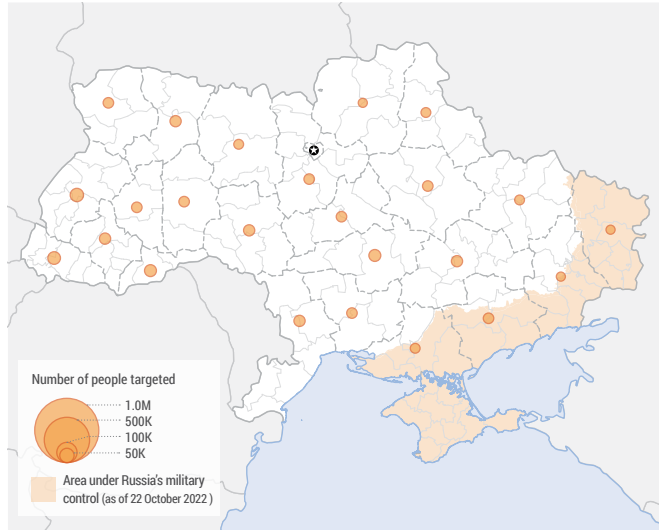 Number of people targeted
1.0M
500K
100K
50K
Area under Russia's military
control (as of 22 October 2022 )